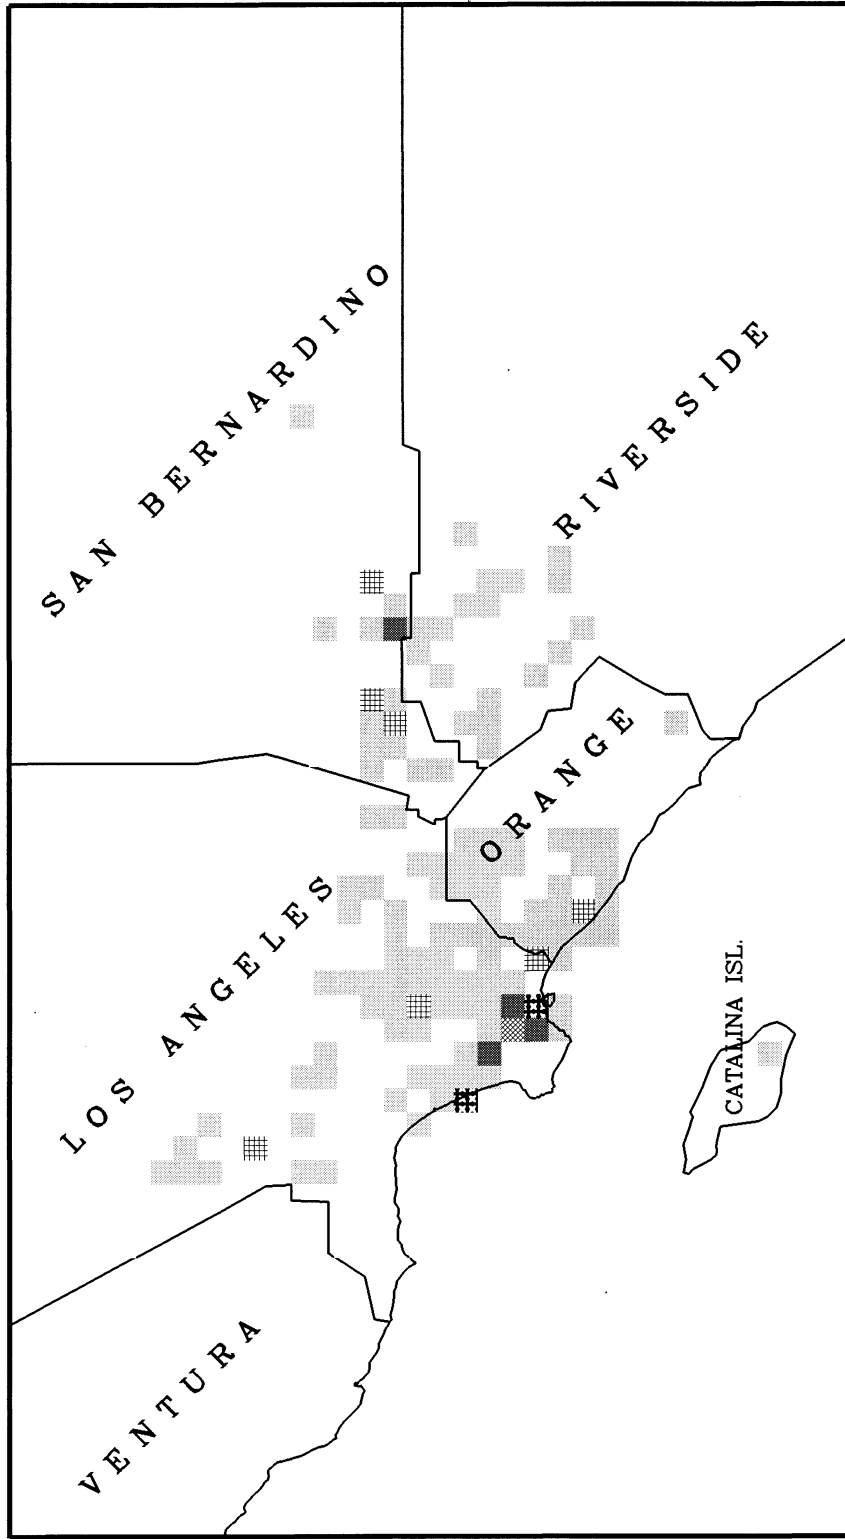 SAN BERNARDINO
RIVERSIDE
LOS ANGELES
ORANGE
VENTURA
CATALINA ISL.